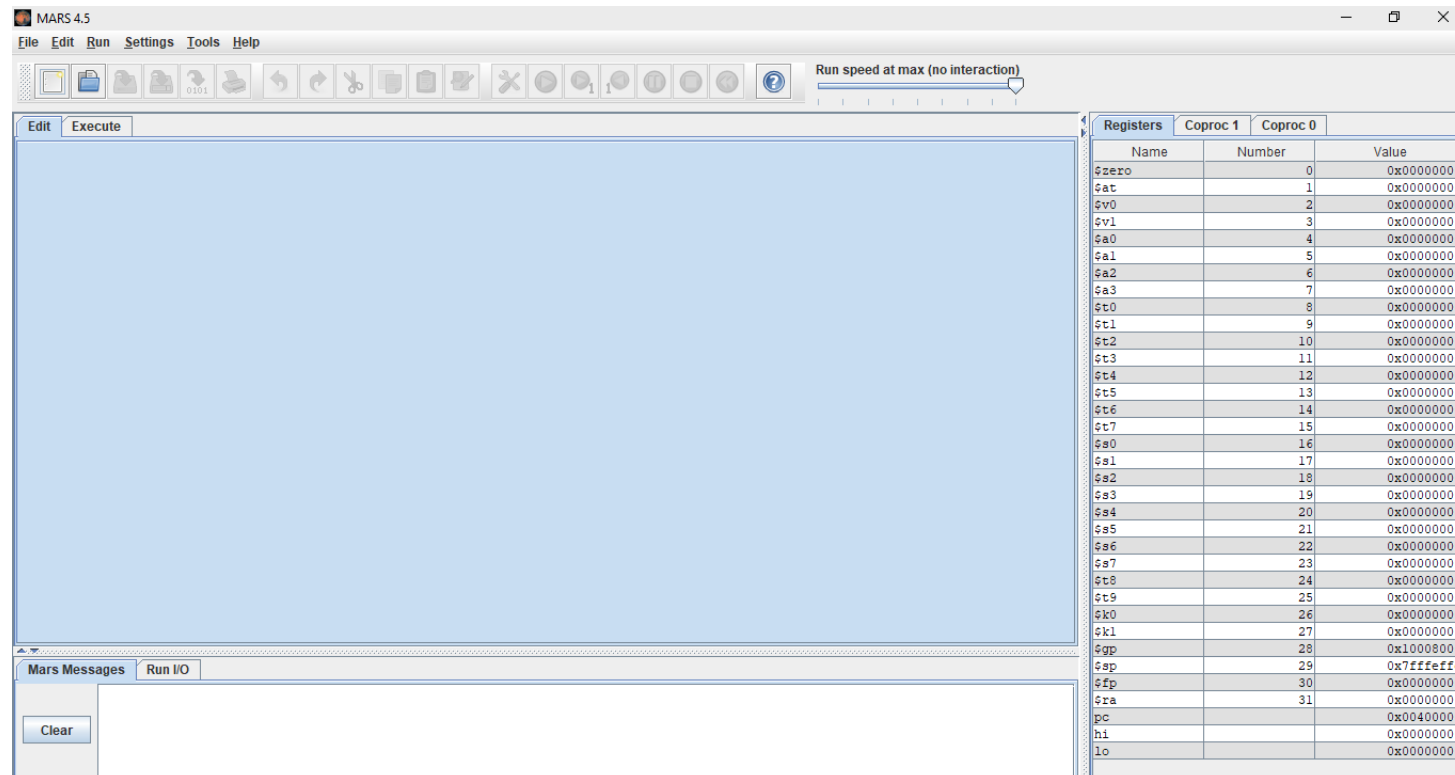 MARS 4.5
File Edit Run Settings Tools Help
Run speed at max (no interaction)
Edit Execute
Registers Coproc 1 Coproc 0
Name Number Value
$zero 0 0x0000000
$at 1 0x0000000
$v0 2 0x0000000
$v1 3 0x0000000
$a0 4 0x0000000
$a1 5 0x0000000
$a2 6 0x0000000
$a3 7 0x0000000
$t0 8 0x0000000
$t1 9 0x0000000
$t2 10 0x0000000
$t3 11 0x0000000
$t4 12 0x0000000
$t5 13 0x0000000
$t6 14 0x0000000
$t7 15 0x0000000
$s0 16 0x0000000
$s1 17 0x0000000
$s2 18 0x0000000
$s3 19 0x0000000
$s4 20 0x0000000
$s5 21 0x0000000
$s6 22 0x0000000
$s7 23 0x0000000
$t8 24 0x0000000
$t9 25 0x0000000
$k0 26 0x0000000
$k1 27 0x0000000
$gp 28 0x1000800
$sp 29 0x7fffeff
$fp 30 0x0000000
$ra 31 0x0000000
pc 0x0040000
hi 0x0000000
lo 0x0000000
Mars Messages Run I/O
Clear